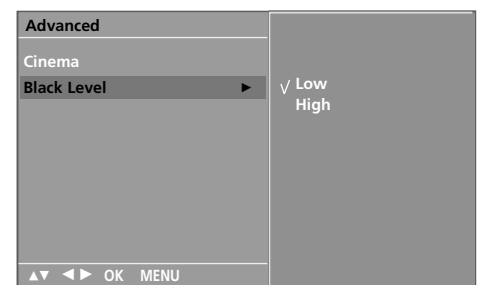 Advanced
Cinema
Black Level ►
√ Low
High
▲▼ ◄► OK MENU